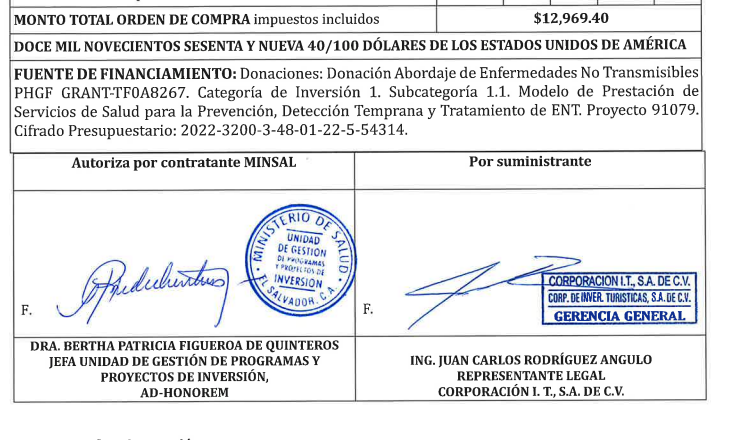 MONTO TOTAL ORDEN DE COMPRA impuestos incluidos $12,969.40
DOCE MIL NOVECIENTOS SESENTA Y NUEVA 40/100 DÓLARES DE LOS ESTADOS UNIDOS DE AMÉRICA
FUENTE DE FINANCIAMIENTO: Donaciones: Donación Abordaje de Enfermedades No Transmisibles
PHGF GRANT-TF0A8267. Categoría de Inversión 1. Subcategoría 1.1. Modelo de Prestación de
Servicios de Salud para la Prevención, Detección Temprana y Tratamiento de ENT. Proyecto 91079.
Cifrado Presupuestario: 2022-3200-3-48-01-22-5-54314.
Autoriza por contratante MINSAL
Por suministrante
MINISTERIO DE SALUD
UNIDAD
DE GESTION
DE PROGRAMAS
Y PROYECTOS DE
INVERSIÓN
EL SALVADOR, C.A.
F.
F.
CORPORACION I.T., S.A. DE C.V.
CORP. DE INVER. TURISTICAS, S.A. DE C.V.
GERENCIA GENERAL
DRA. BERTHA PATRICIA FIGUEROA DE QUINTEROS
JEFA UNIDAD DE GESTIÓN DE PROGRAMAS Y
PROYECTOS DE INVERSIÓN,
AD-HONOREM
ING. JUAN CARLOS RODRÍGUEZ ANGULO
REPRESENTANTE LEGAL
CORPORACIÓN I. T., S.A. DE C.V.